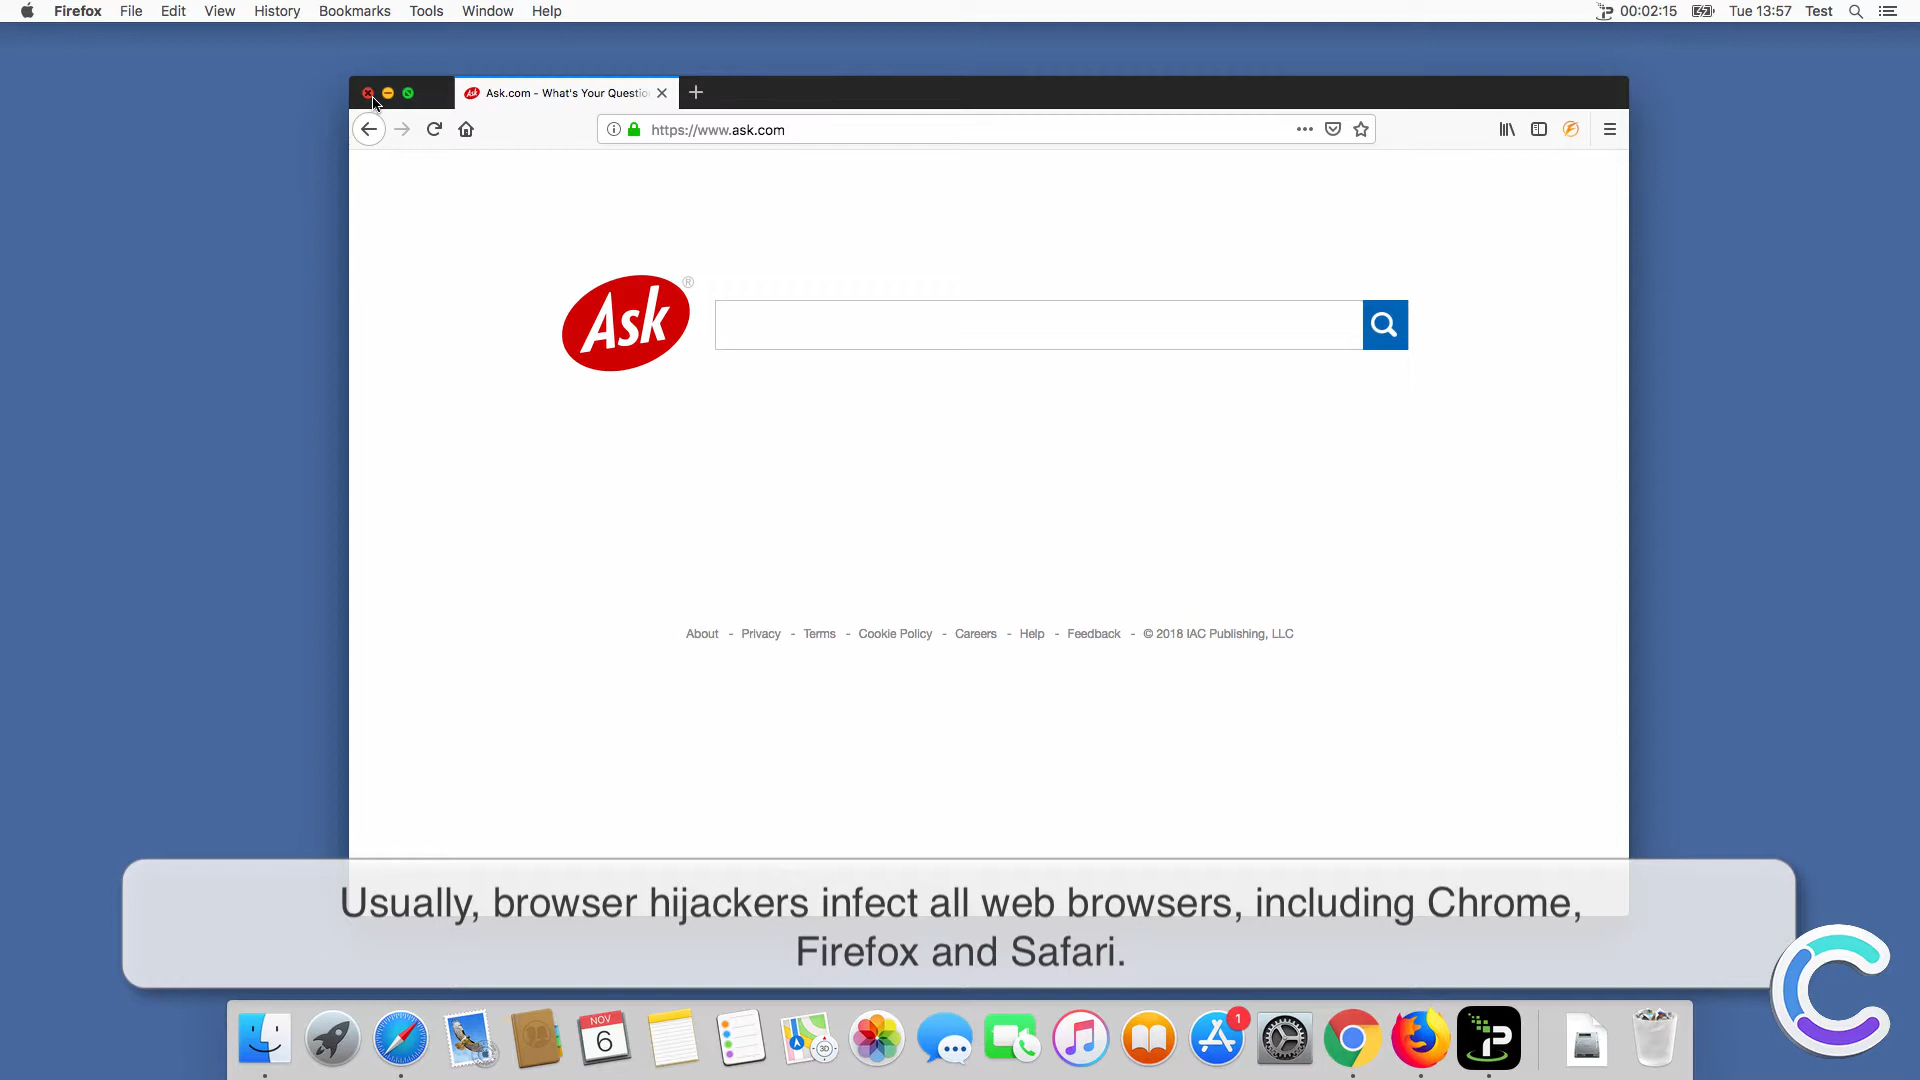 Firefox File Edit View History Bookmarks Tools Window Help 00:02:15 Tue 13:57 Test
Ask Ask.com - What's Your Questio
https://www.ask.com
Ask ®
About - Privacy - Terms - Cookie Policy - Careers - Help - Feedback - © 2018 IAC Publishing, LLC
Usually, browser hijackers infect all web browsers, including Chrome,
Firefox and Safari.
NOV
6
3D
1